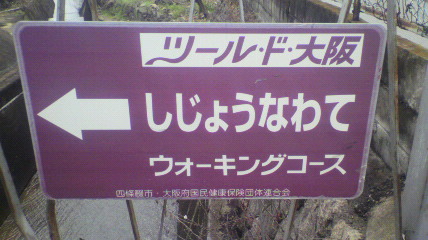 ツール・ド・大阪
しじょうなわて
ウォーキングコース
四條畷市・大阪府国民健康保険団体連合会